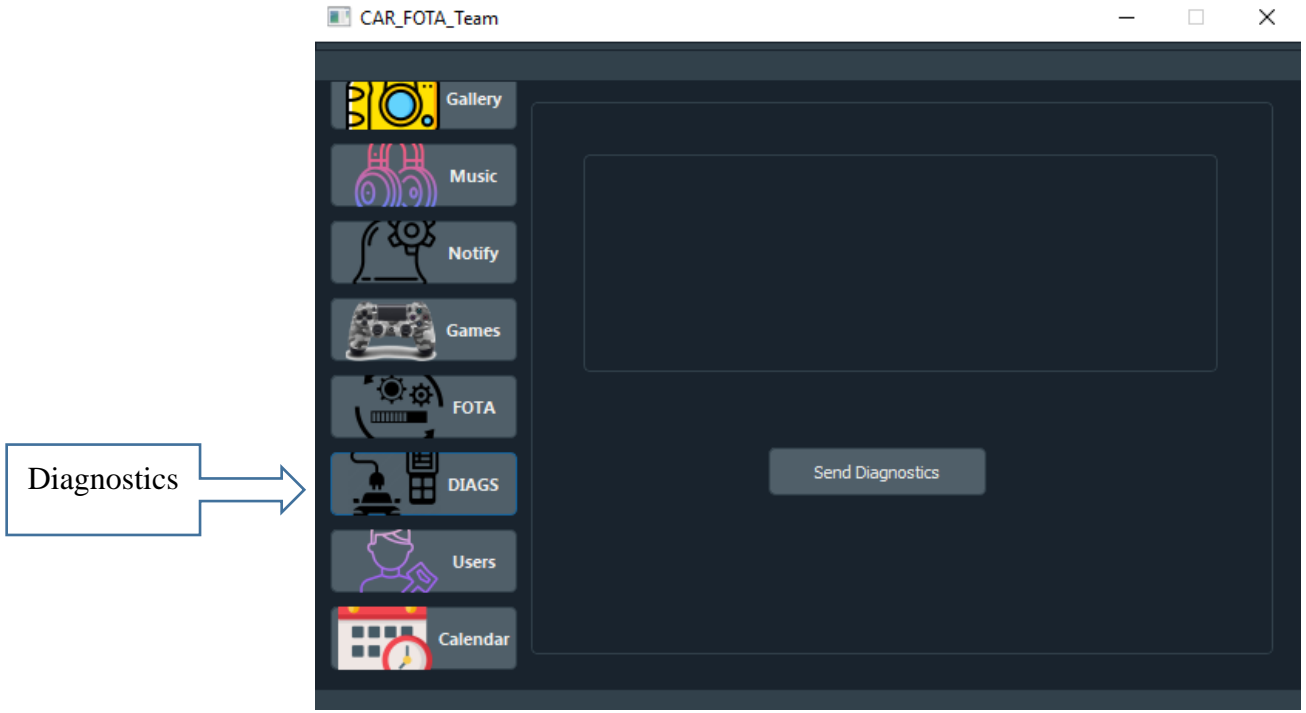 CAR_FOTA_Team
Gallery
Music
Notify
Games
FOTA
Diagnostics
DIAGS
Send Diagnostics
Users
Calendar